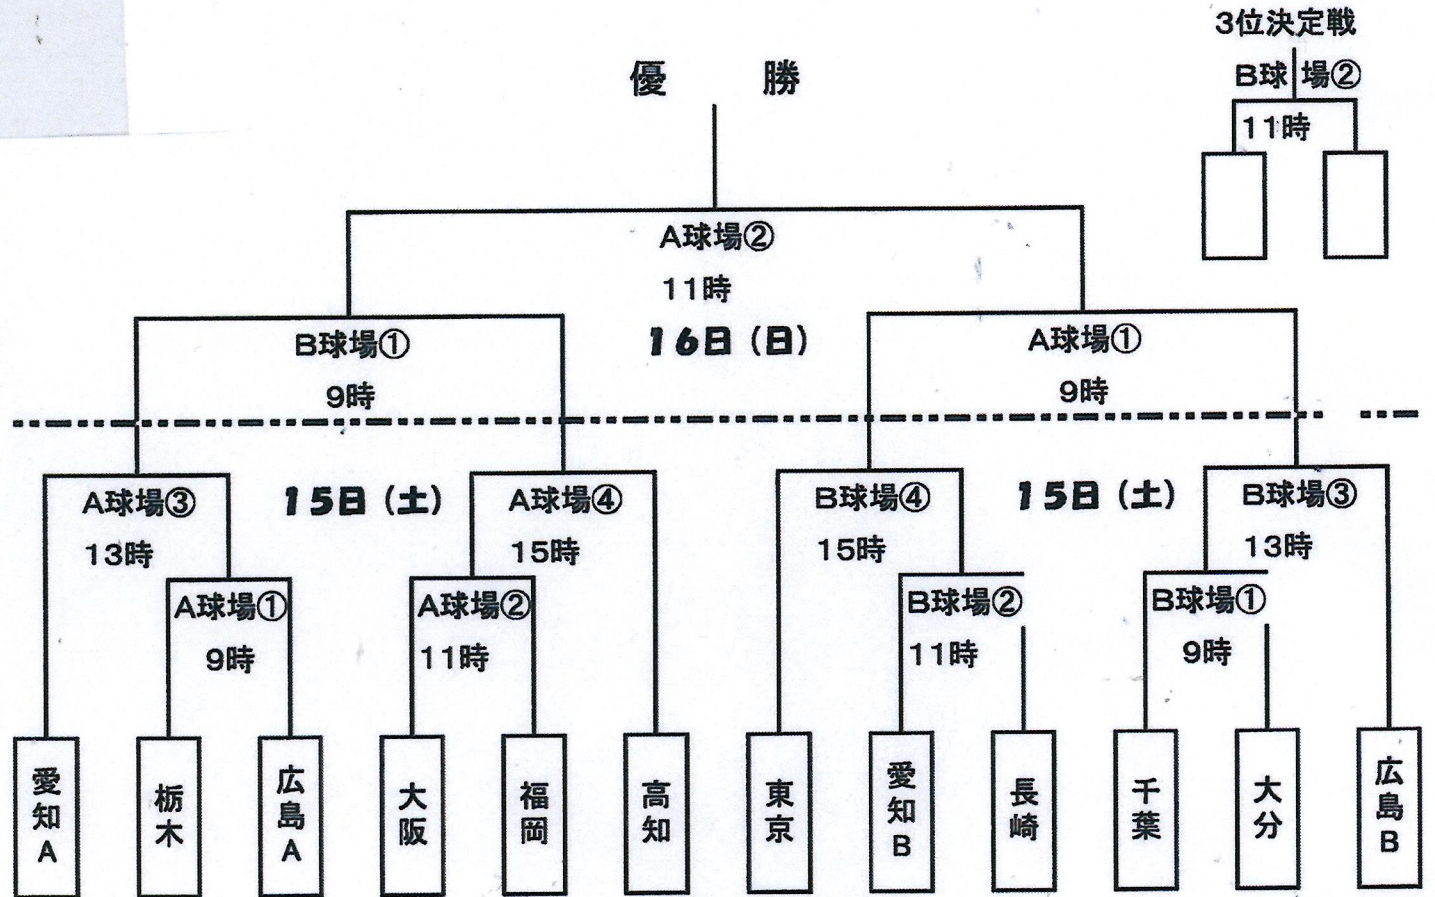 3位決定戦
優勝
B球場②
11時
A球場②
11時
16日（日）
B球場①
9時
A球場①
9時
15日（土）
15日（土）
A球場③
13時
A球場④
15時
B球場④
15時
B球場③
13時
A球場①
9時
A球場②
11時
B球場②
11時
B球場①
9時
愛知A
栃木
広島A
大阪
福岡
高知
東京
愛知B
長崎
千葉
大分
広島B